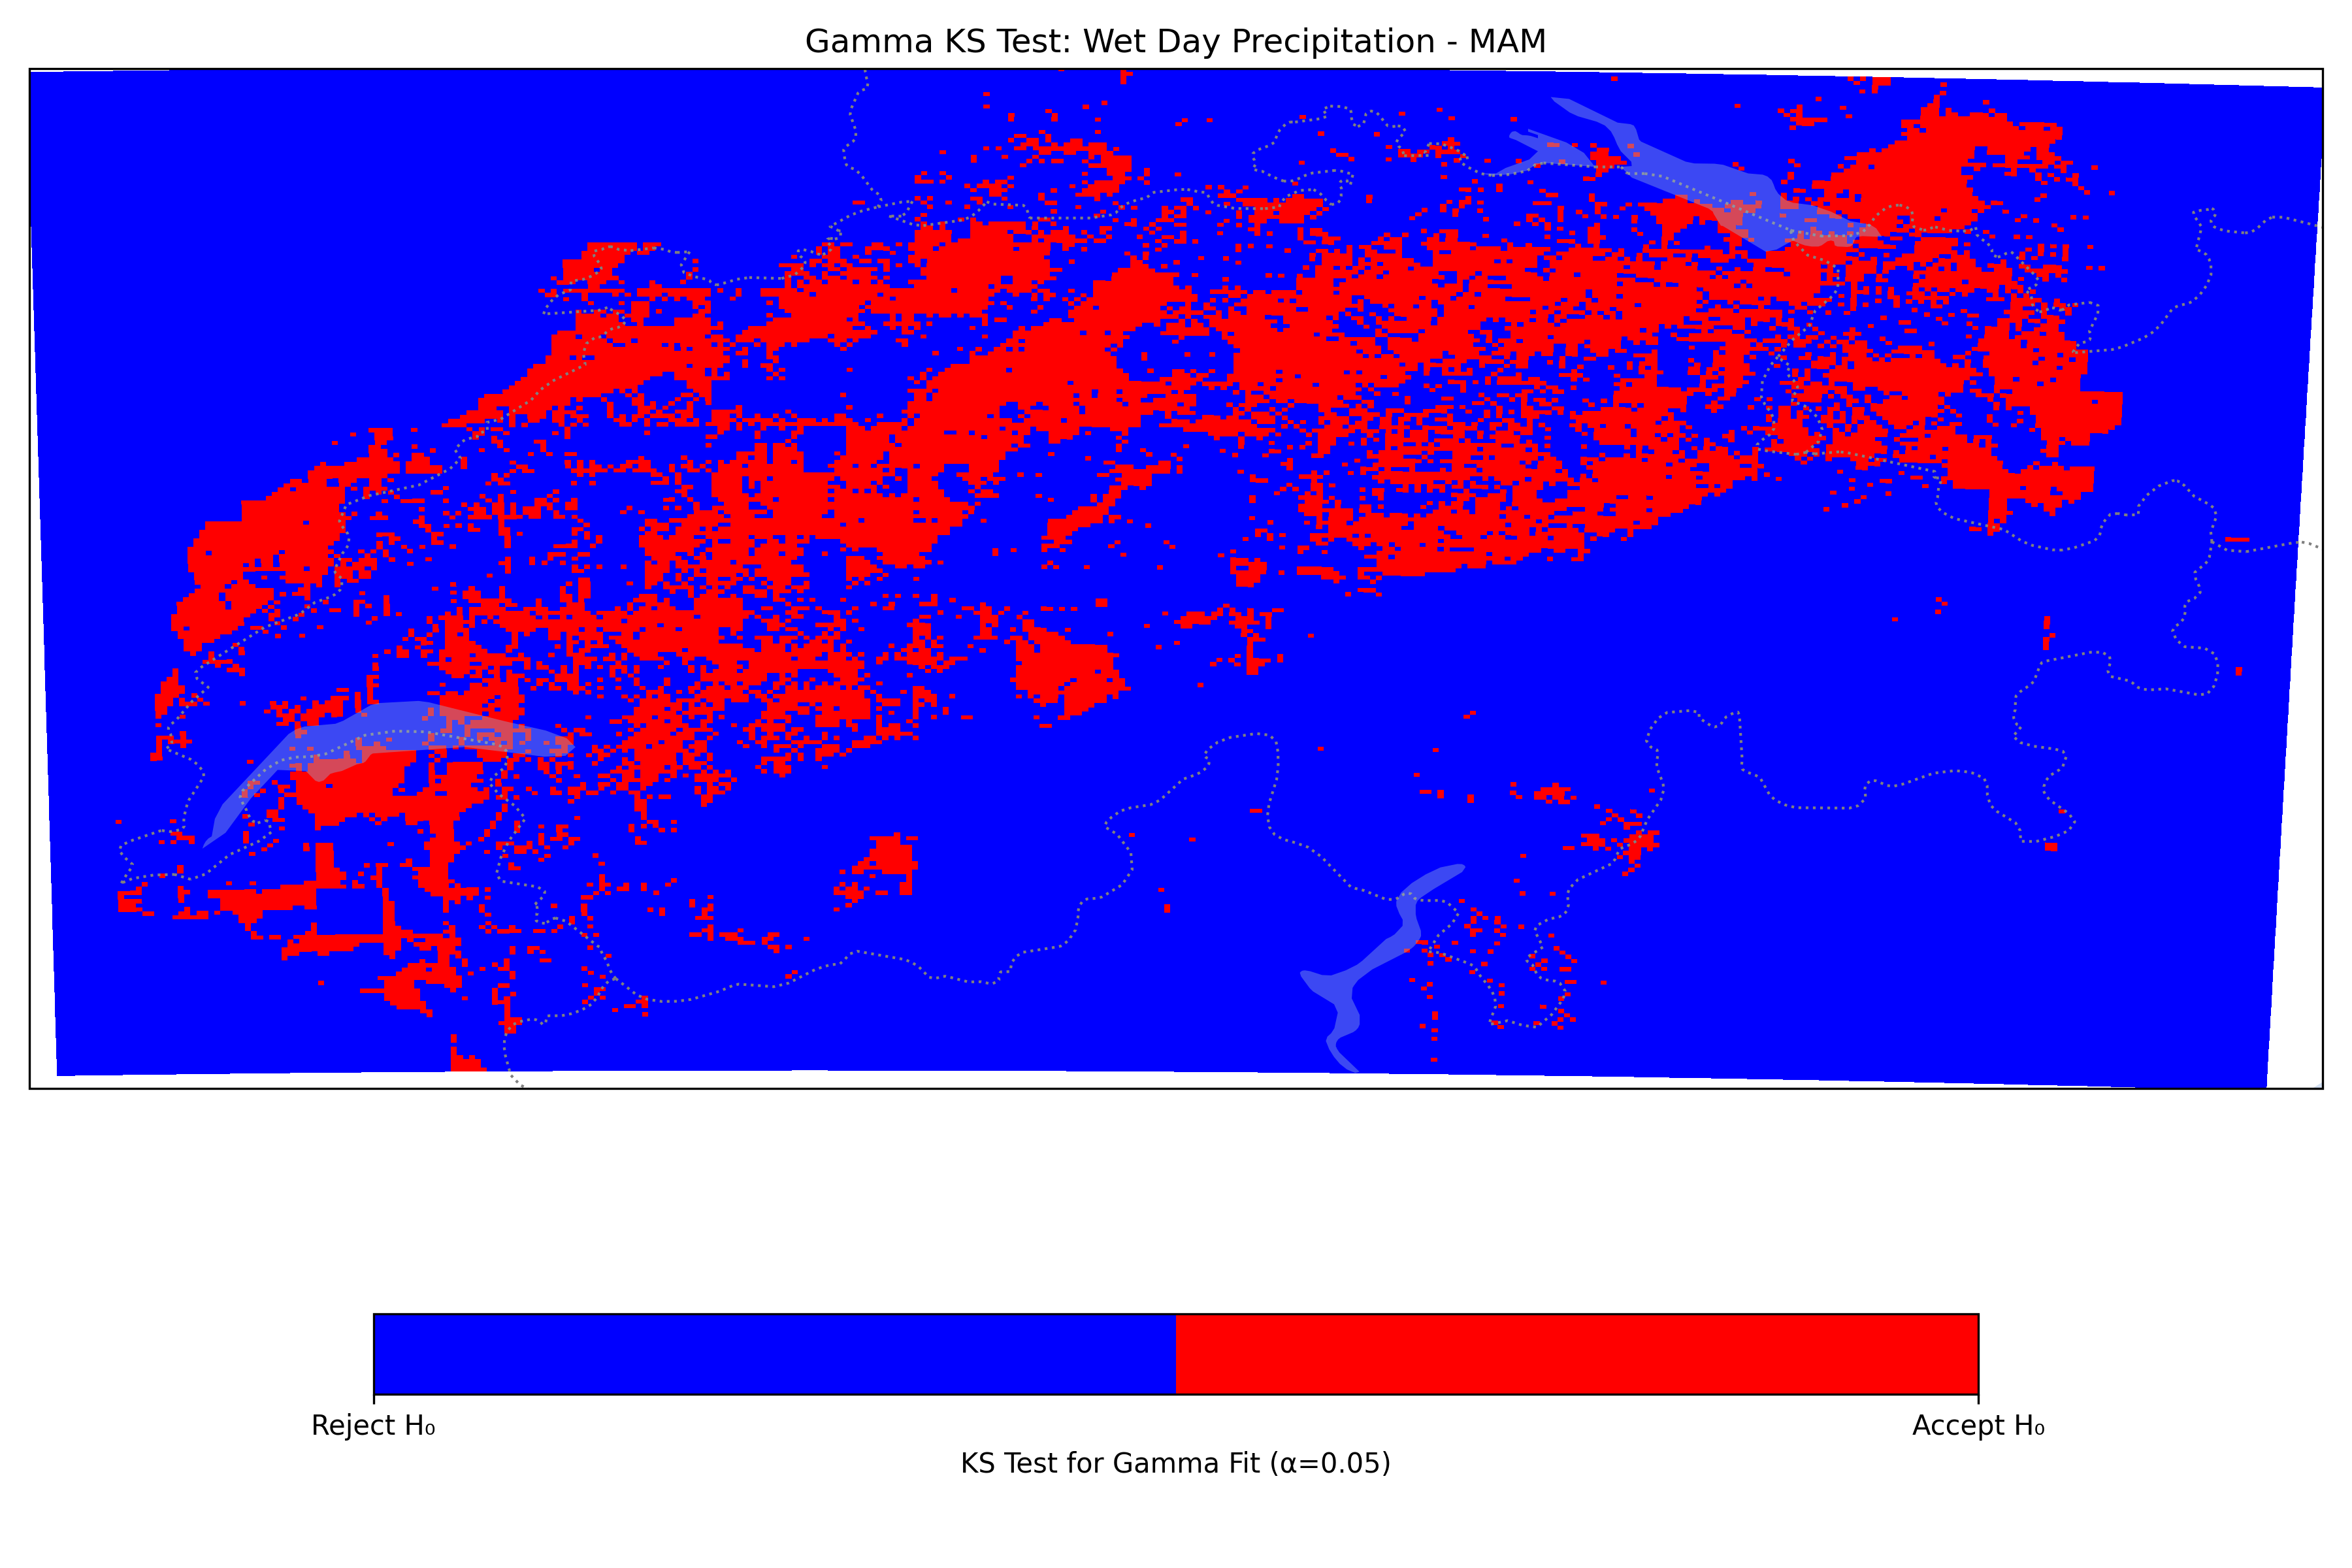 Gamma KS Test: Wet Day Precipitation - MAM
Reject H₀
Accept H₀
KS Test for Gamma Fit (α=0.05)